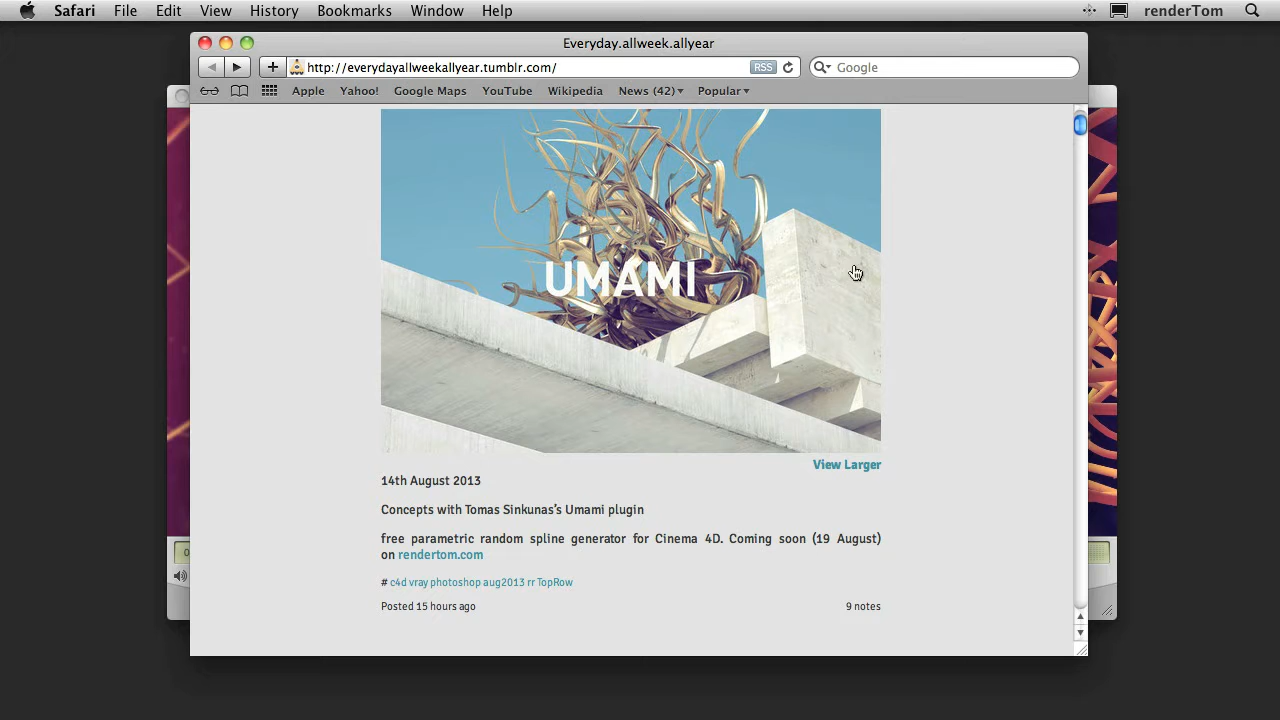 Safari File Edit View History Bookmarks Window Help renderTom
Everyday.allweek.allyear
http://everydayallweekallyear.tumblr.com/ RSS Google
Apple Yahoo! Google Maps YouTube Wikipedia News (42) Popular
UMAMI
View Larger
14th August 2013
Concepts with Tomas Sinkunas's Umami plugin
free parametric random spline generator for Cinema 4D. Coming soon (19 August)
on rendertom.com
# c4d vray photoshop aug2013 rr TopRow
Posted 15 hours ago 9 notes